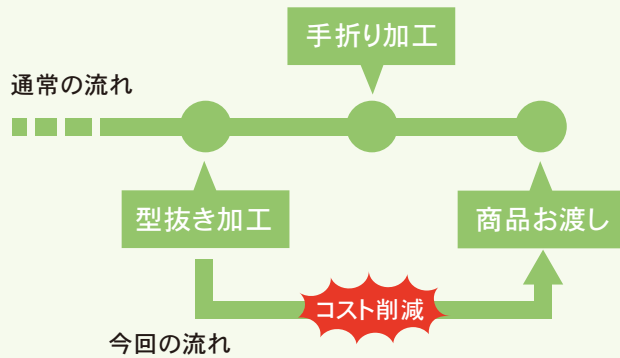 手折り加工
通常の流れ
型抜き加工
商品お渡し
コスト削減
今回の流れ